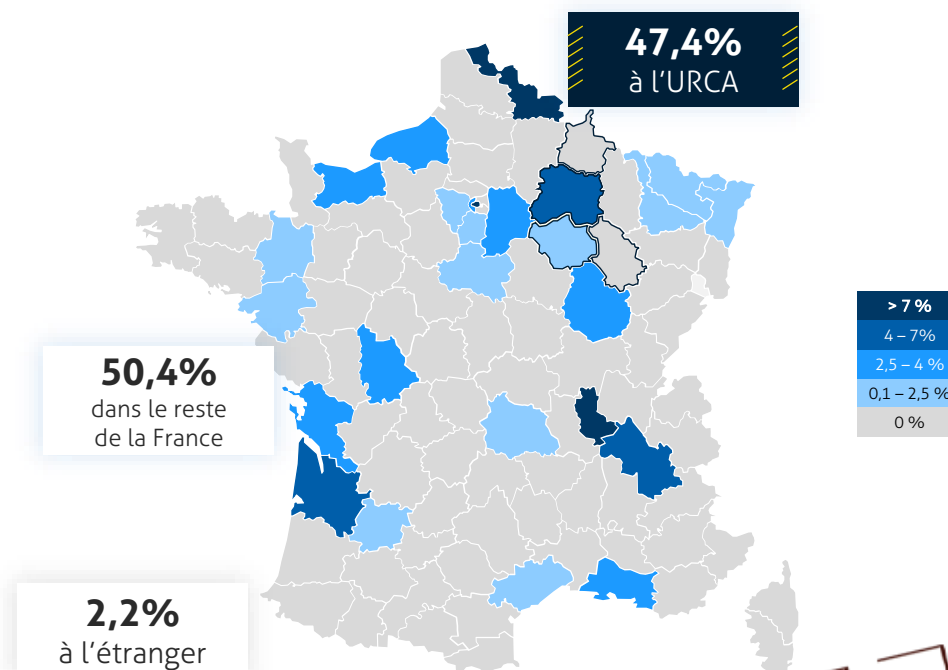 47,4%
à l'URCA
> 7 %
4 – 7%
2,5 – 4 %
0,1 – 2,5 %
0 %
50,4%
dans le reste
de la France
2,2%
à l'étranger